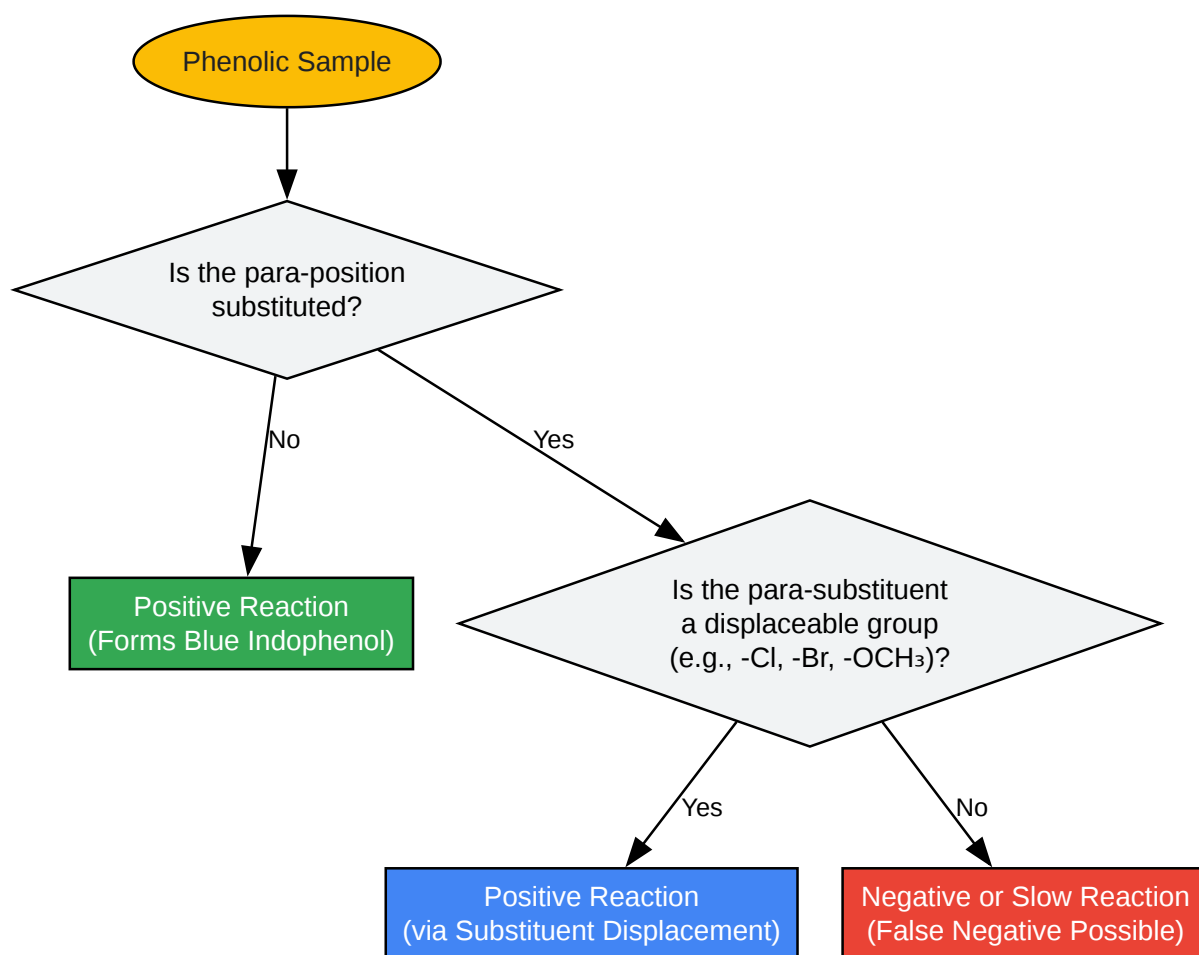 Phenolic Sample
Is the para-position
substituted?
No
Yes
Positive Reaction
(Forms Blue Indophenol)
Is the para-substituent
a displaceable group
(e.g., -Cl, -Br, -OCH₃)?
Yes
No
Positive Reaction
(via Substituent Displacement)
Negative or Slow Reaction
(False Negative Possible)